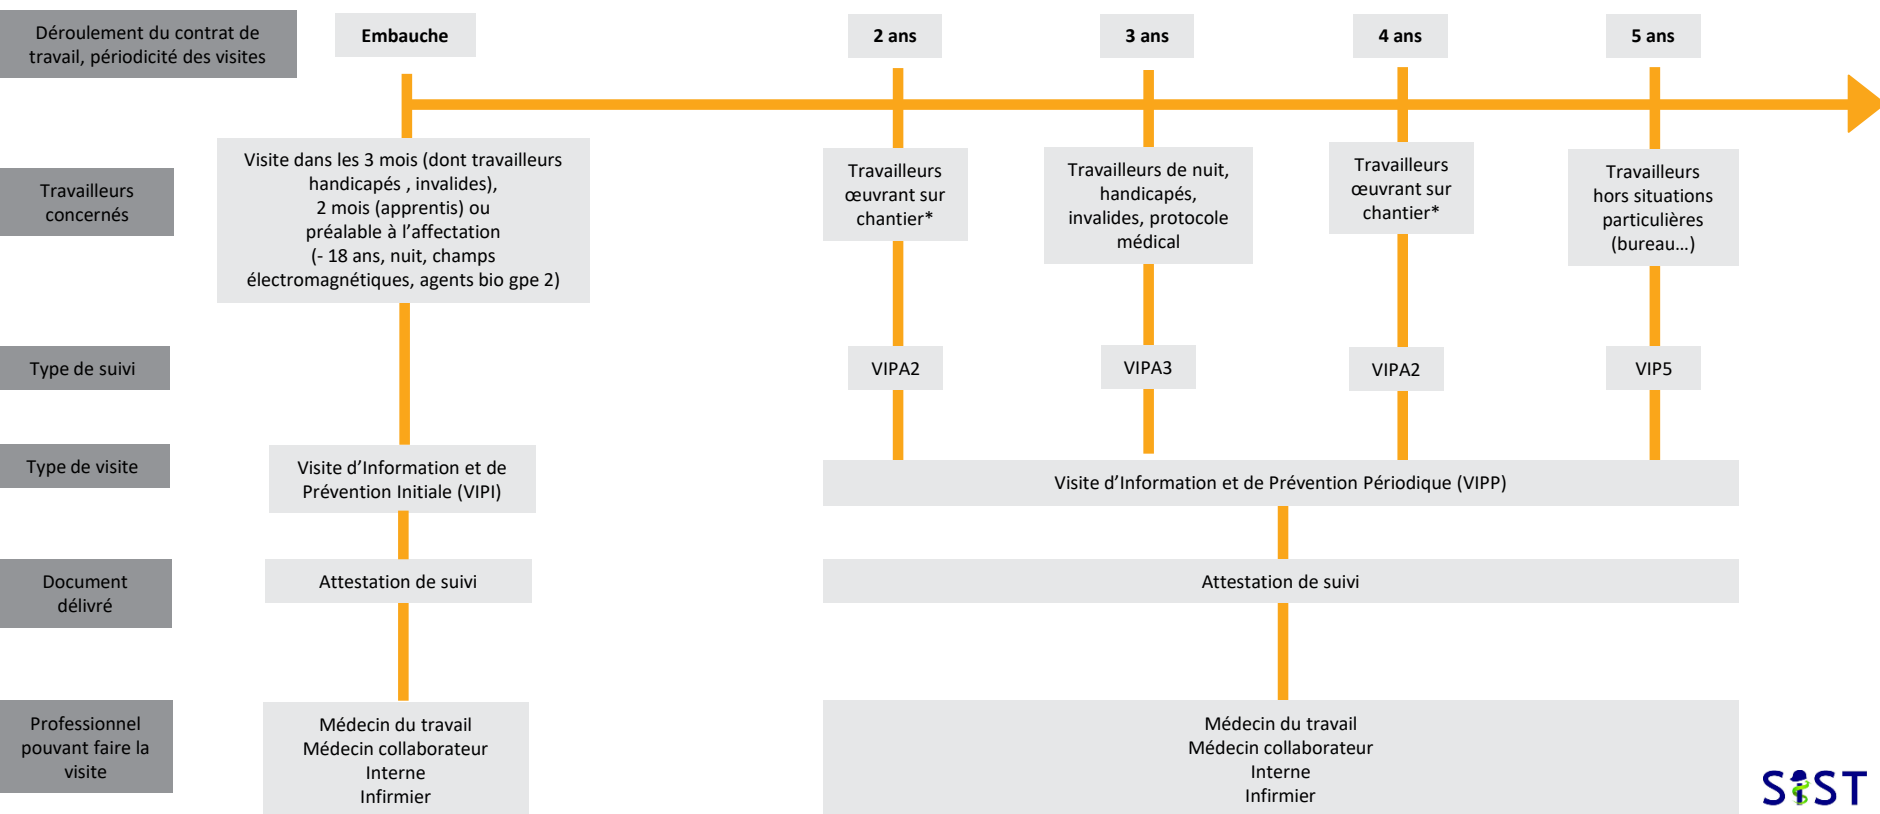 Déroulement du contrat de
travail, périodicité des visites
Embauche
2 ans
3 ans
4 ans
5 ans
Travailleurs
concernés
Visite dans les 3 mois (dont travailleurs
handicapés , invalides),
2 mois (apprentis) ou
préalable à l’affectation
(- 18 ans, nuit, champs
électromagnétiques, agents bio gpe 2)
Travailleurs
œuvrant sur
chantier*
Travailleurs de nuit,
handicapés,
invalides, protocole
médical
Travailleurs
œuvrant sur
chantier*
Travailleurs
hors situations
particulières
(bureau…)
Type de suivi
VIPA2
VIPA3
VIPA2
VIP5
Type de visite
Visite d’Information et de
Prévention Initiale (VIPI)
Visite d’Information et de Prévention Périodique (VIPP)
Document
délivré
Attestation de suivi
Attestation de suivi
Professionnel
pouvant faire la
visite
Médecin du travail
Médecin collaborateur
Interne
Infirmier
Médecin du travail
Médecin collaborateur
Interne
Infirmier
SiST